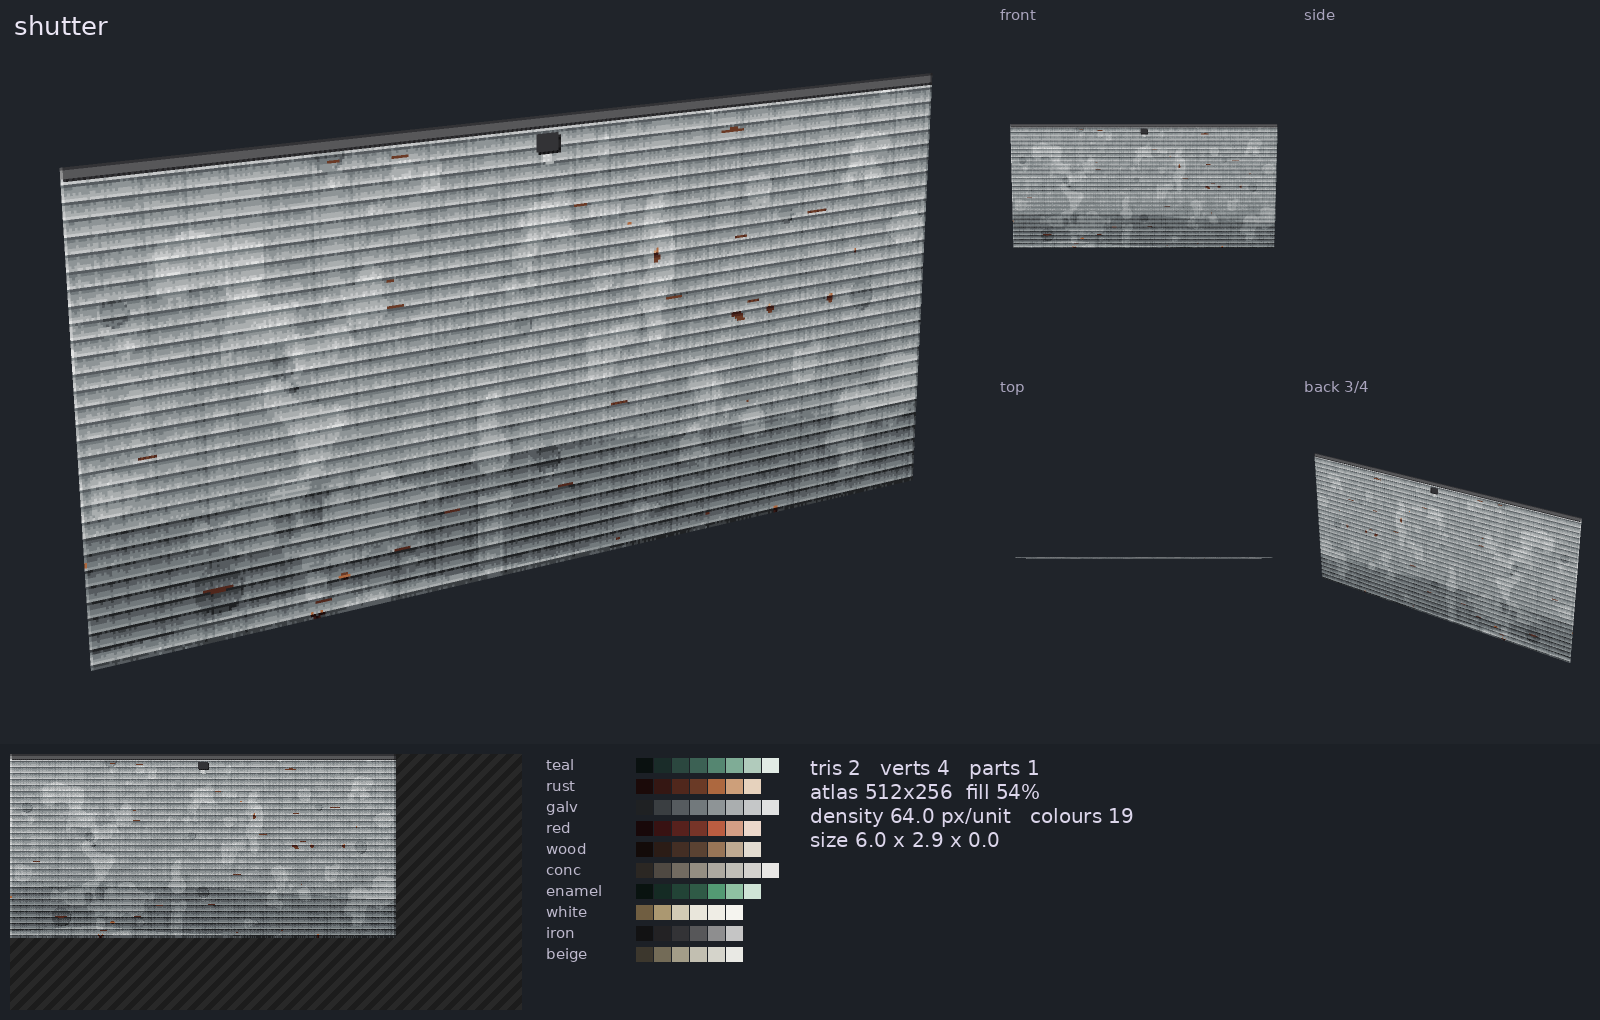 shutter
front
side
top
back 3/4
teal
rust
galv
red
wood
conc
enamel
white
iron
beige
tris 2 verts 4 parts 1
atlas 512x256 fill 54%
density 64.0 px/unit colours 19
size 6.0 x 2.9 x 0.0